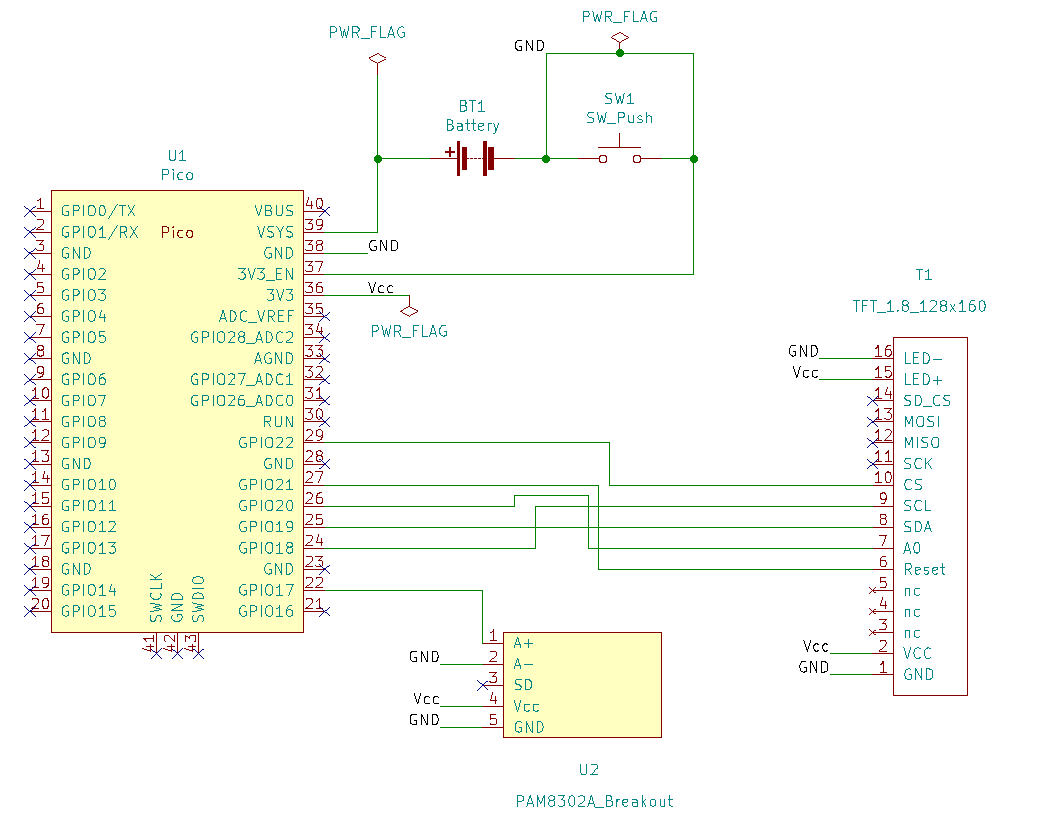 PWR_FLAG
PWR_FLAG
GND
BT1
Battery
+
SW1
SW_Push
U1
Pico
Pico
1 GPIO0/TX
2 GPIO1/RX
3 GND
4 GPIO2
5 GPIO3
6 GPIO4
7 GPIO5
8 GND
9 GPIO6
10 GPIO7
11 GPIO8
12 GPIO9
13 GND
14 GPIO10
15 GPIO11
16 GPIO12
17 GPIO13
18 GND
19 GPIO14
20 GPIO15
VBUS 40
VSYS 39
GND 38
3V3_EN 37
3V3 36
ADC_VREF 35
GPIO28_ADC2 34
AGND 33
GPIO27_ADC1 32
GPIO26_ADC0 31
RUN 30
GPIO22 29
GND 28
GPIO21 27
GPIO20 26
GPIO19 25
GPIO18 24
GND 23
GPIO17 22
GPIO16 21
SWCLK 41
GND 42
SWDIO 43
GND
Vcc
PWR_FLAG
T1
TFT_1.8_128x160
GND 16 LED-
Vcc 15 LED+
14 SD_CS
13 MOSI
12 MISO
11 SCK
10 CS
9 SCL
8 SDA
7 A0
6 Reset
5 nc
4 nc
3 nc
Vcc 2 VCC
GND 1 GND
1 A+
GND 2 A-
3 SD
Vcc 4 Vcc
GND 5 GND
U2
PAM8302A_Breakout